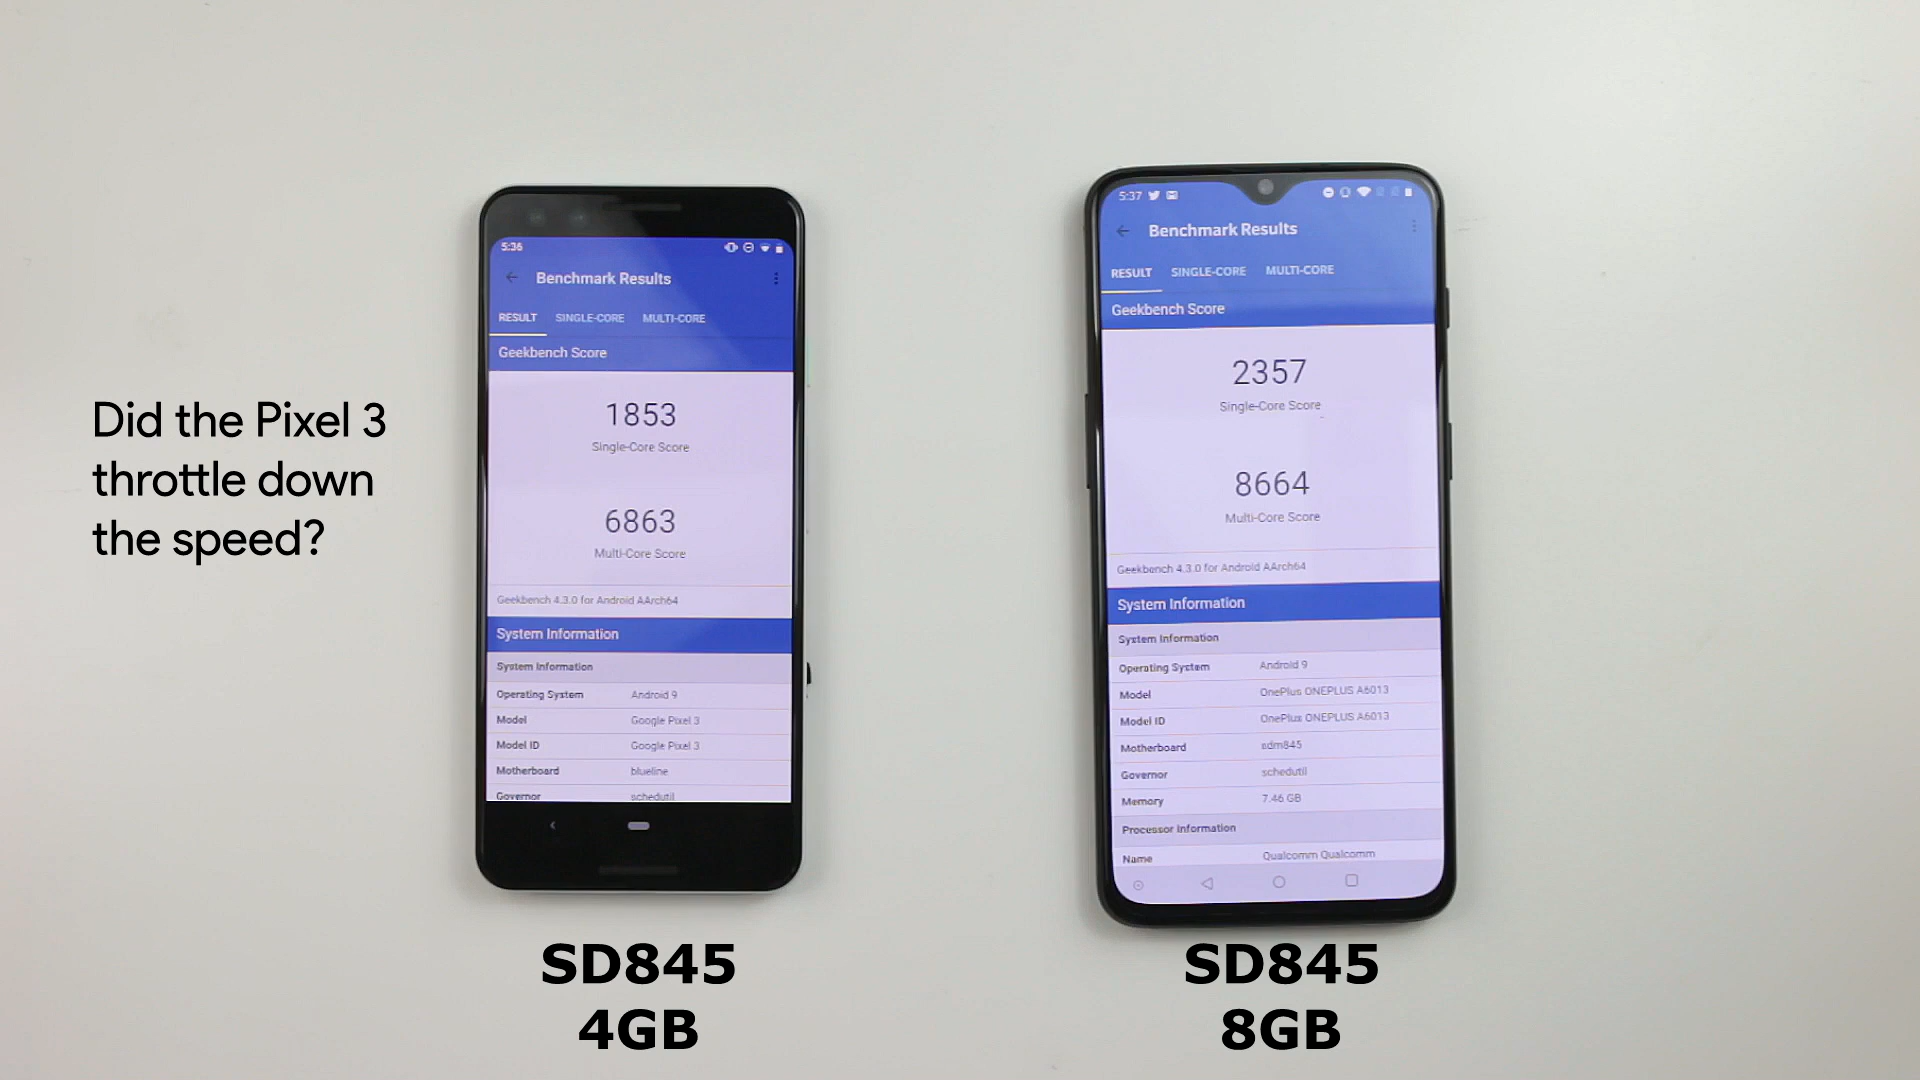 Did the Pixel 3
throttle down
the speed?
5:36
Benchmark Results
RESULT SINGLE-CORE MULTI-CORE
Geekbench Score
1853
Single-Core Score
6863
Multi-Core Score
Geekbench 4.3.0 for Android AArch64
System Information
System Information
Operating System Android 9
Model Google Pixel 3
Model ID Google Pixel 3
Motherboard blueline
Governor schedutil
SD845
4GB
5:37
Benchmark Results
RESULT SINGLE-CORE MULTI-CORE
Geekbench Score
2357
Single-Core Score
8664
Multi-Core Score
Geekbench 4.3.0 for Android AArch64
System Information
System Information
Operating System Android 9
Model OnePlus ONEPLUS A6013
Model ID OnePlus ONEPLUS A6013
Motherboard sdm845
Governor schedutil
Memory 7.46 GB
Processor Information
Name Qualcomm Qualcomm
SD845
8GB